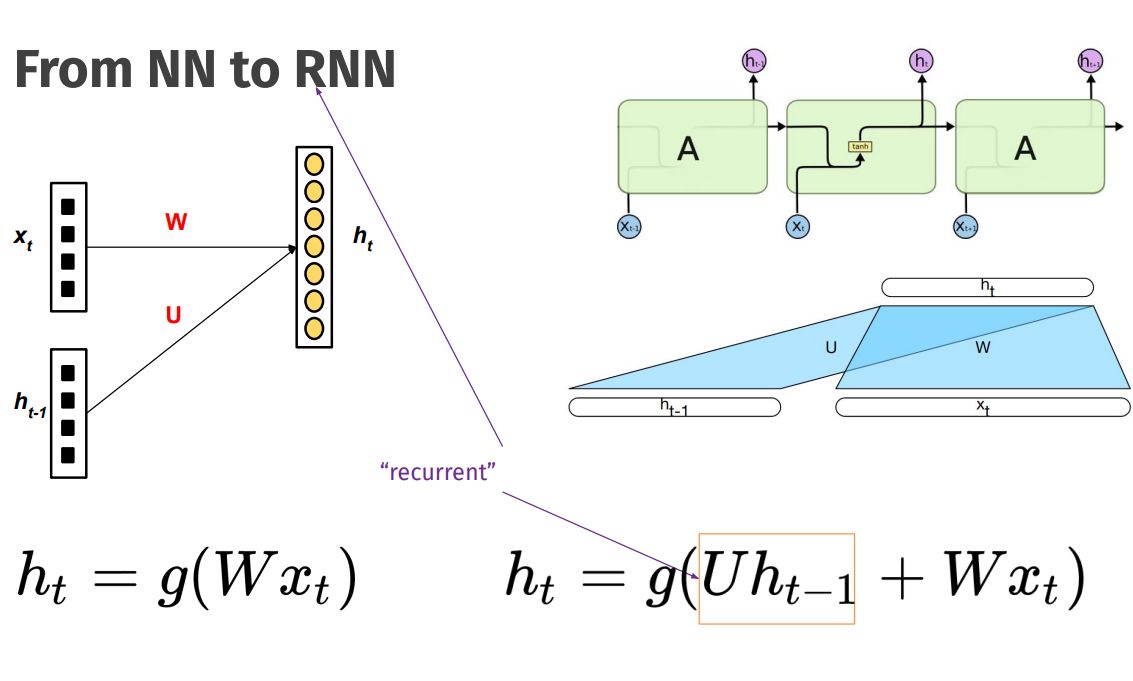 From NN to RNN
x_t
W
h_t
U
h_{t-1}
h_{t-1}
h_t
h_{t+1}
A
tanh
A
x_{t-1}
x_t
x_{t+1}
h_t
U
W
h_{t-1}
x_t
“recurrent”
h_t = g(Wx_t)
h_t = g(Uh_{t-1} + Wx_t)